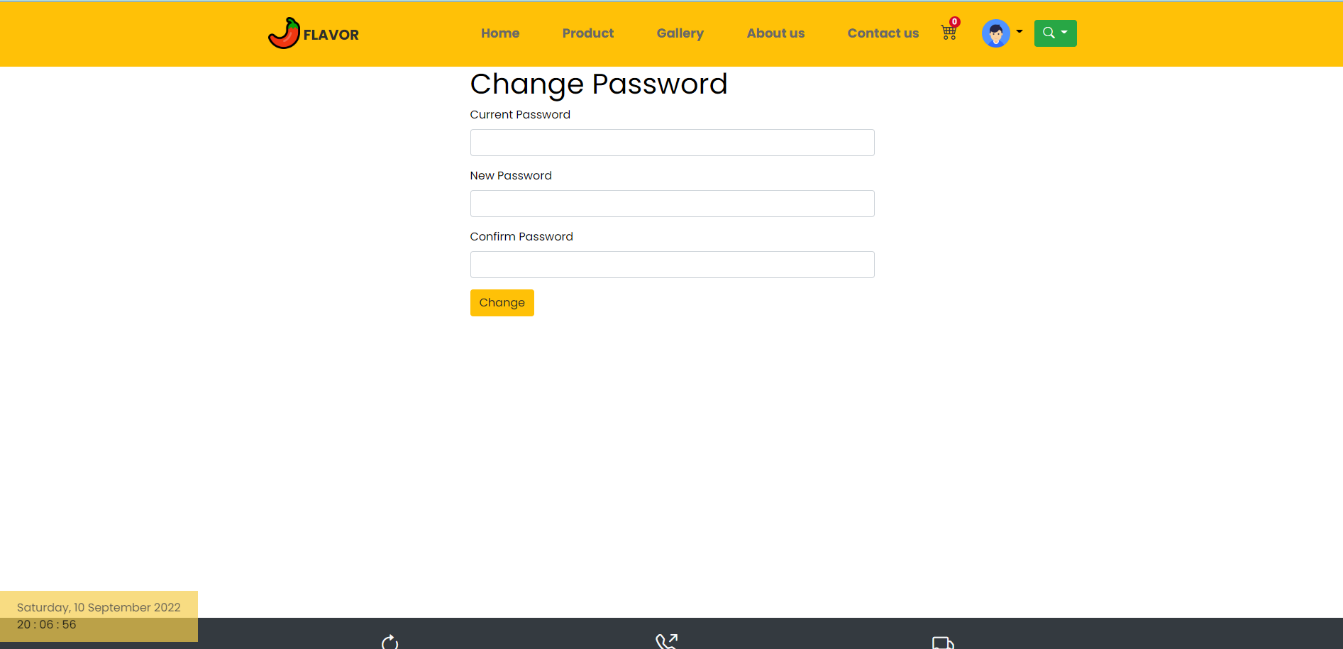 FLAVOR Home Product Gallery About us Contact us 0
Change Password
Current Password
New Password
Confirm Password
Change
Saturday, 10 September 2022
20 : 06 : 56